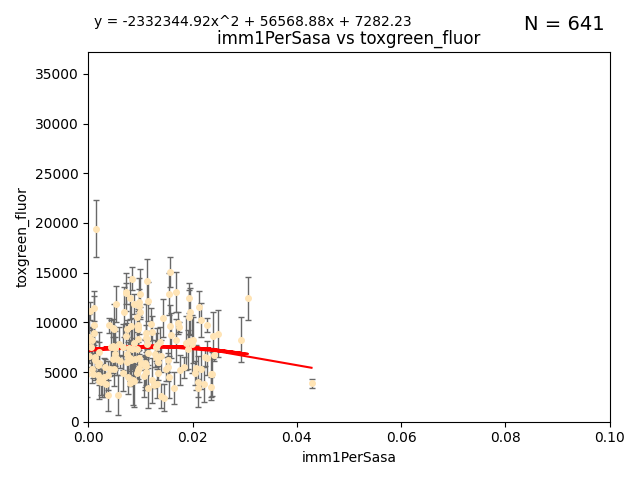 y = -2332344.92x^2 + 56568.88x + 7282.23
N = 641
imm1PerSasa vs toxgreen_fluor
35000
30000
25000
20000
15000
10000
5000
0
toxgreen_fluor
0.00 0.02 0.04 0.06 0.08 0.10
imm1PerSasa